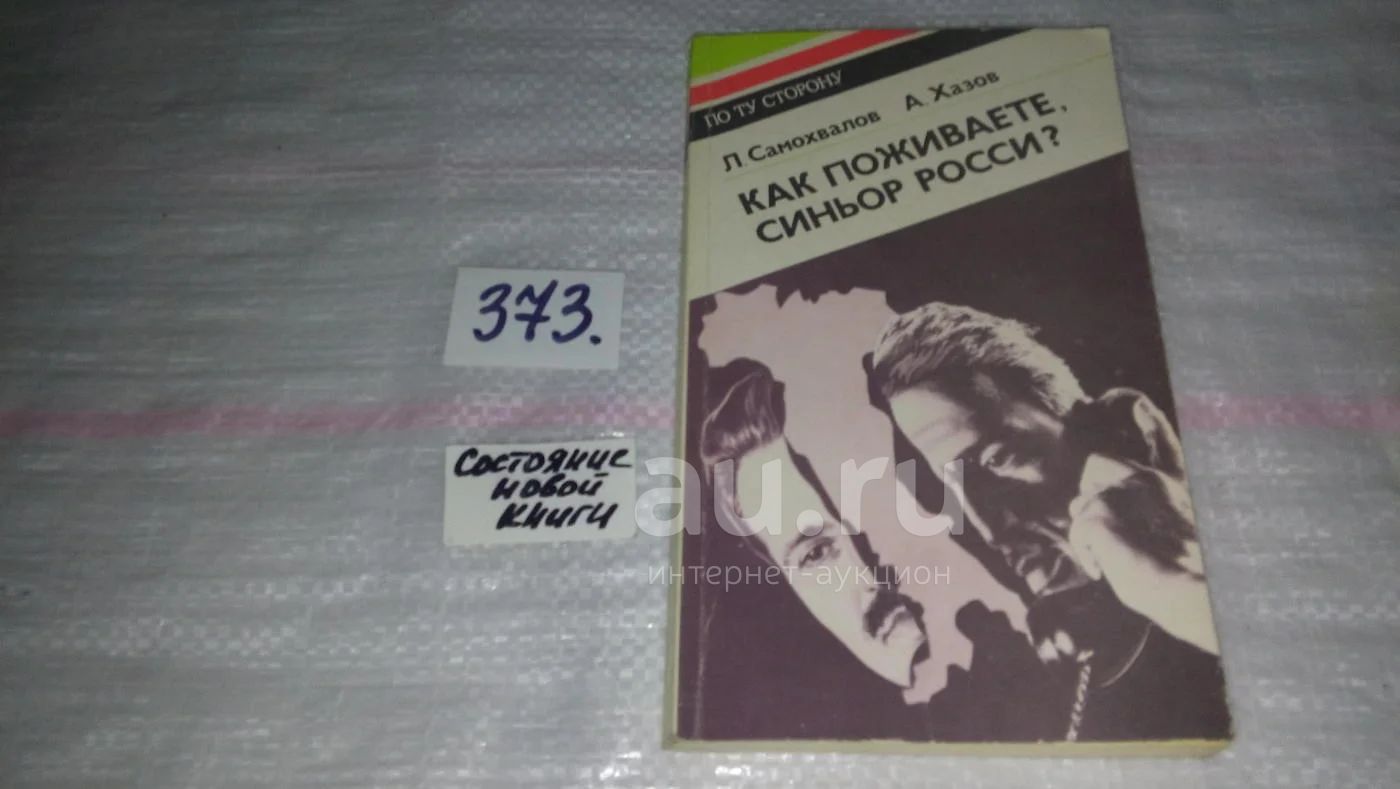 ПО ТУ СТОРОНУ
Л. Самохвалов А. Хазов
КАК ПОЖИВАЕТЕ,
СИНЬОР РОССИ?
373.
Состояние
новой
книги
au.ru
интернет-аукцион